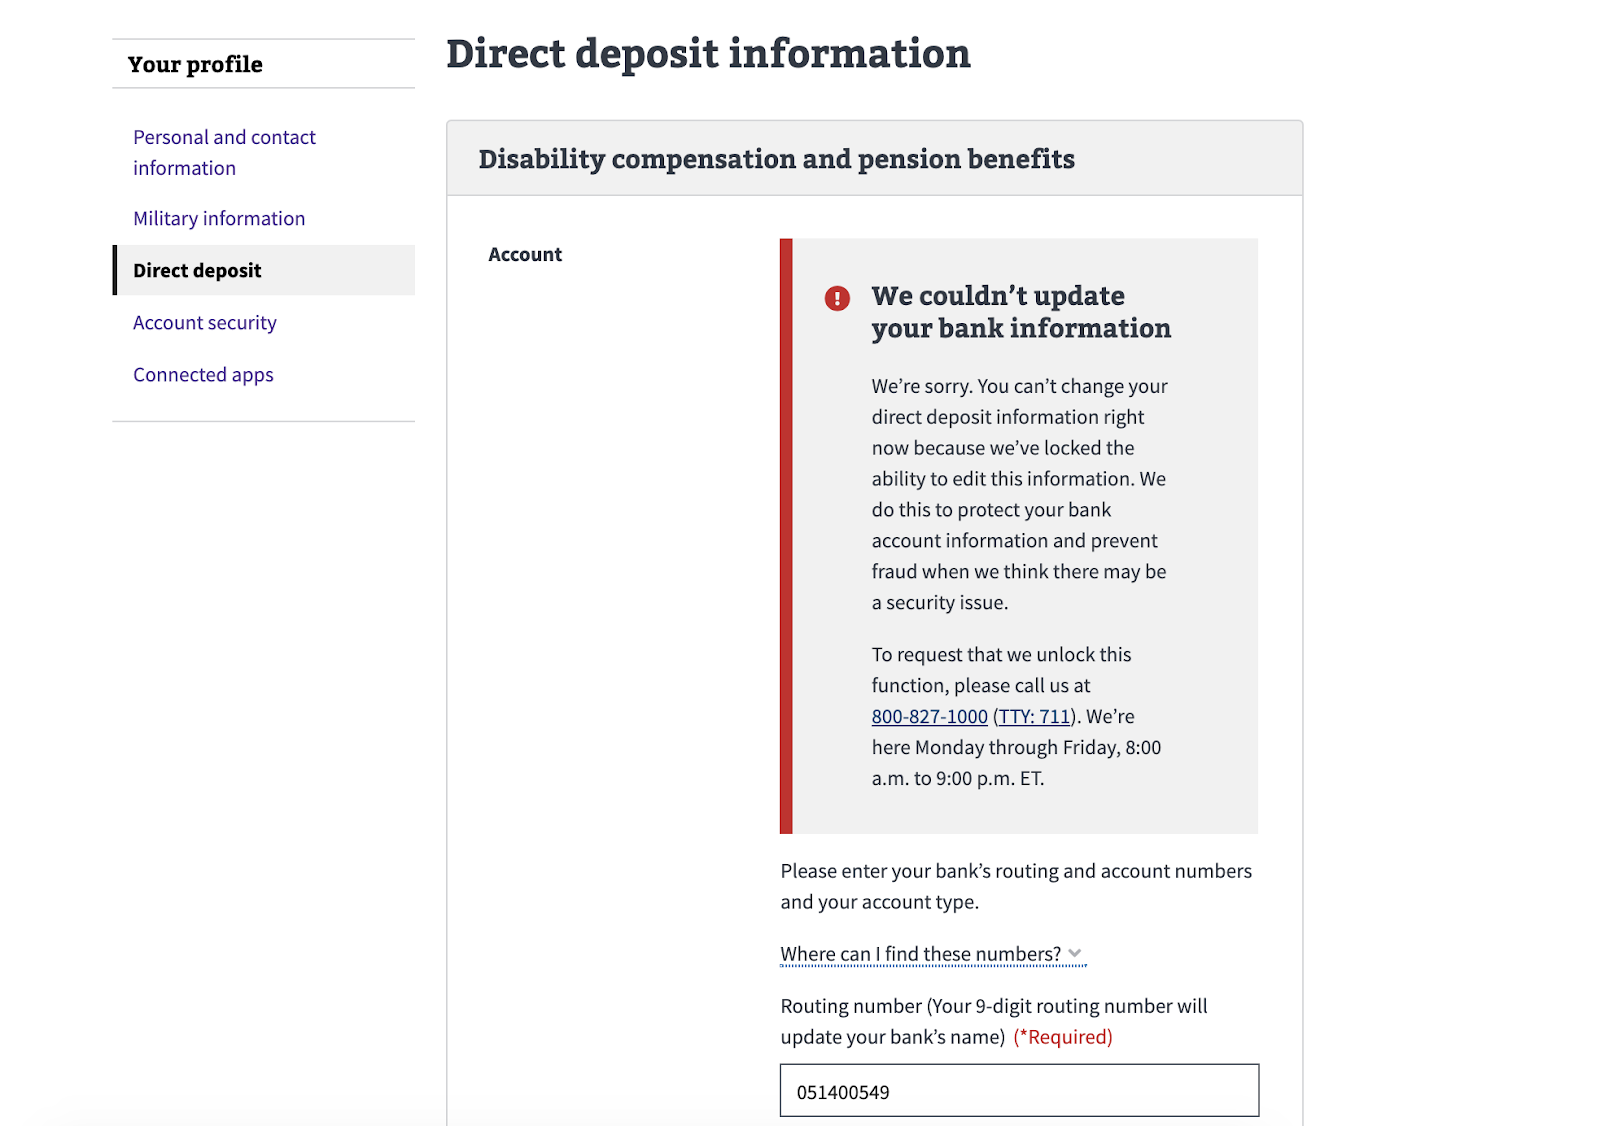 Your profile
Personal and contact
information
Military information
Direct deposit
Account security
Connected apps
Direct deposit information
Disability compensation and pension benefits
Account
We couldn’t update
your bank information
We’re sorry. You can’t change your
direct deposit information right
now because we’ve locked the
ability to edit this information. We
do this to protect your bank
account information and prevent
fraud when we think there may be
a security issue.
To request that we unlock this
function, please call us at
800-827-1000 (TTY: 711). We’re
here Monday through Friday, 8:00
a.m. to 9:00 p.m. ET.
Please enter your bank’s routing and account numbers
and your account type.
Where can I find these numbers?
Routing number (Your 9-digit routing number will
update your bank’s name) (*Required)
051400549